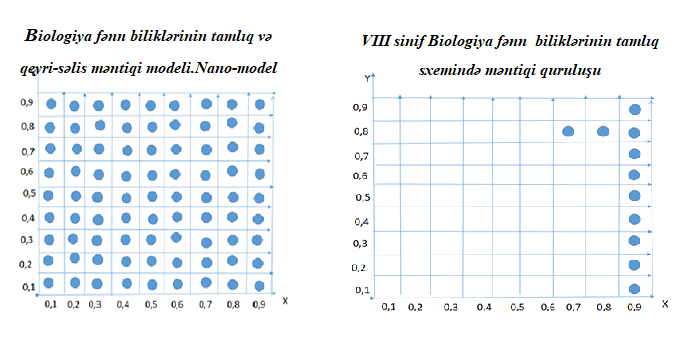 Biologiya fənn biliklərinin tamlıq və
qeyri-səlis məntiqi modeli.Nano-model
0,9
0,8
0,7
0,6
0,5
0,4
0,3
0,2
0,1
0,1 0,2 0,3 0,4 0,5 0,6 0,7 0,8 0,9 X
VIII sinif Biologiya fənn biliklərinin tamlıq
sxemində məntiqi quruluşu
Y
0,9
0,8
0,7
0,6
0,5
0,4
0,3
0,2
0,1
0,1 0,2 0,3 0,4 0,5 0,6 0,7 0,8 0.9 X